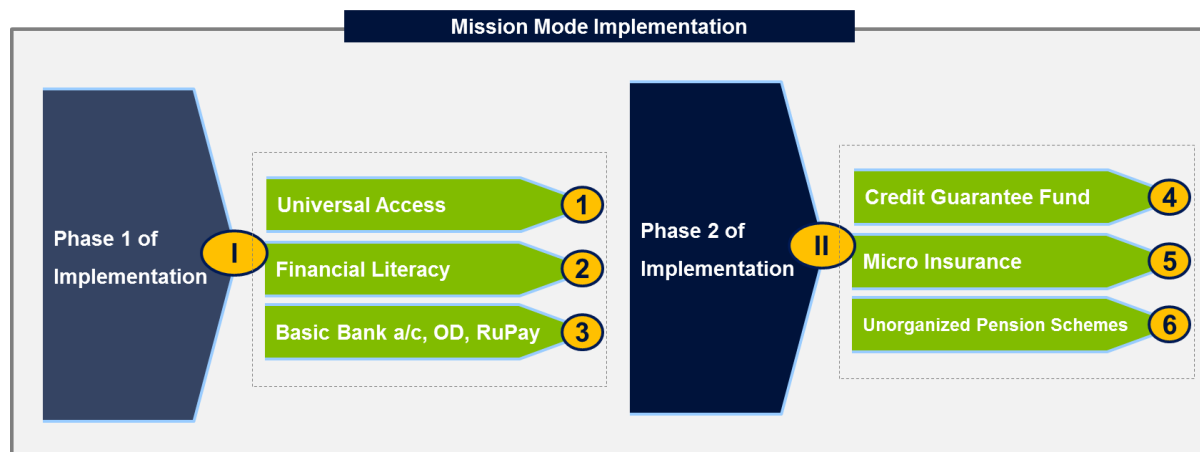 Mission Mode Implementation
Phase 1 of
Implementation
I
Universal Access
1
Financial Literacy
2
Basic Bank a/c, OD, RuPay
3
Phase 2 of
Implementation
II
Credit Guarantee Fund
4
Micro Insurance
5
Unorganized Pension Schemes
6